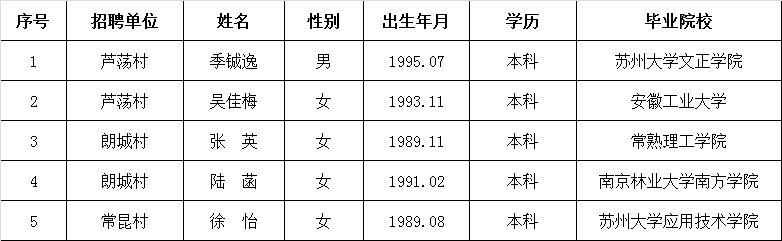 序号 招聘单位 姓名 性别 出生年月 学历 毕业院校
1 芦荡村 季铖逸 男 1995.07 本科 苏州大学文正学院
2 芦荡村 吴佳梅 女 1993.11 本科 安徽工业大学
3 朗城村 张　英 女 1989.11 本科 常熟理工学院
4 朗城村 陆　菡 女 1991.02 本科 南京林业大学南方学院
5 常昆村 徐　怡 女 1989.08 本科 苏州大学应用技术学院